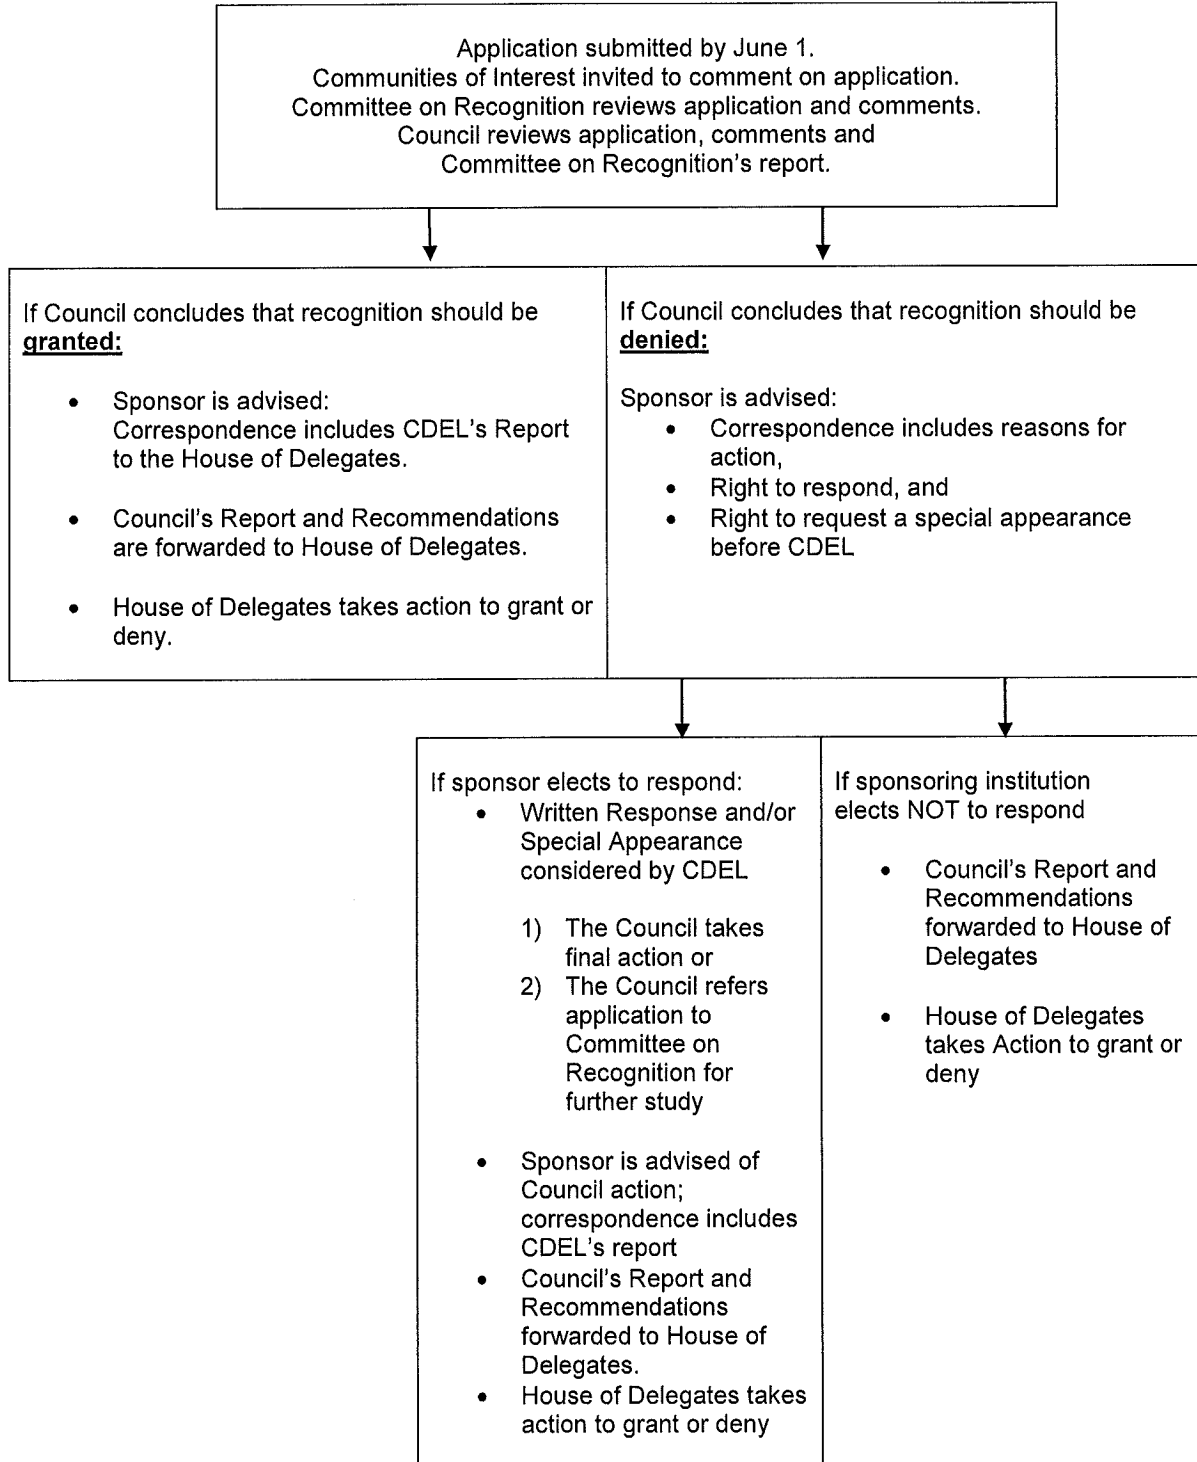 Application submitted by June 1.
Communities of Interest invited to comment on application.
Committee on Recognition reviews application and comments.
Council reviews application, comments and
Committee on Recognition's report.
If Council concludes that recognition should be
granted:
• Sponsor is advised:
Correspondence includes CDEL's Report
to the House of Delegates.
• Council's Report and Recommendations
are forwarded to House of Delegates.
• House of Delegates takes action to grant or
deny.
If Council concludes that recognition should be
denied:
Sponsor is advised:
• Correspondence includes reasons for
action,
• Right to respond, and
• Right to request a special appearance
before CDEL
If sponsor elects to respond:
• Written Response and/or
Special Appearance
considered by CDEL
1) The Council takes
final action or
2) The Council refers
application to
Committee on
Recognition for
further study
• Sponsor is advised of
Council action;
correspondence includes
CDEL's report
• Council's Report and
Recommendations
forwarded to House of
Delegates.
• House of Delegates takes
action to grant or deny
If sponsoring institution
elects NOT to respond
• Council's Report and
Recommendations
forwarded to House of
Delegates
• House of Delegates
takes Action to grant or
deny